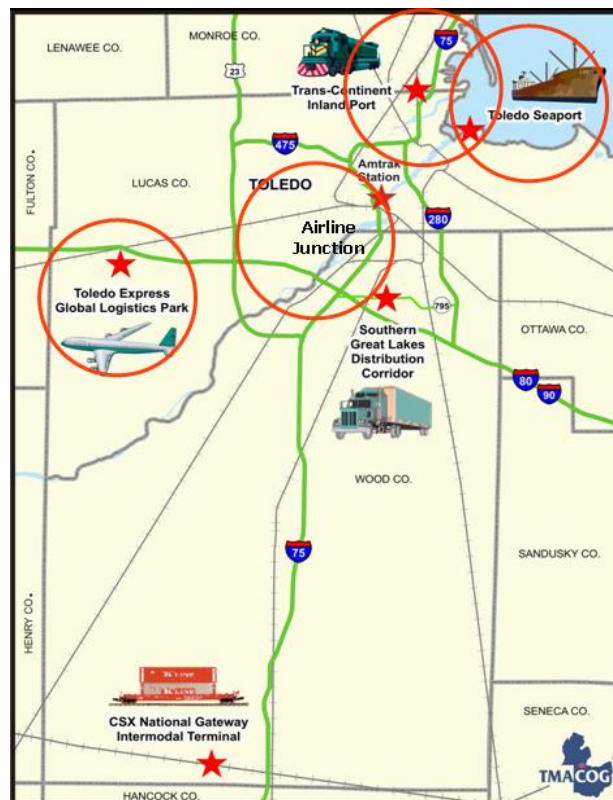 LENAWEE CO.
MONROE CO.
23
75
Trans-Continent
Inland Port
Toledo Seaport
475
Amtrak
Station
FULTON CO.
LUCAS CO.
TOLEDO
280
Airline
Junction
Toledo Express
Global Logistics Park
795
Southern
Great Lakes
Distribution
Corridor
OTTAWA CO.
80
90
WOOD CO.
SANDUSKY CO.
75
HENRY CO.
K LINE
K LINE
CSX National Gateway
Intermodal Terminal
SENECA CO.
TMACOG
HANCOCK CO.